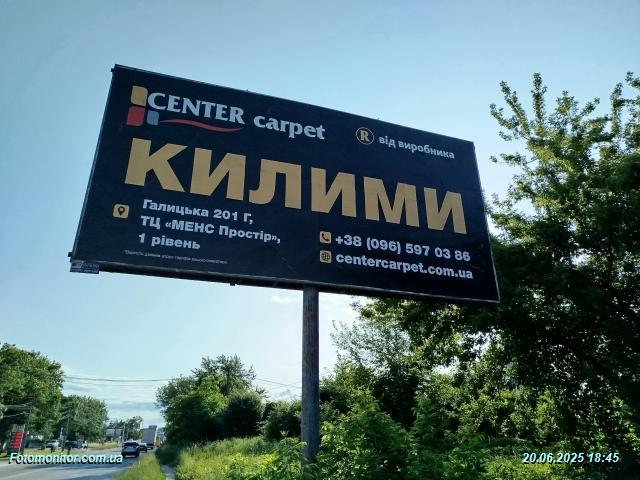 CENTER carpet
R від виробника
КИЛИМИ
Галицька 201 Г,
ТЦ «МЕНС Простір»,
1 рівень
+38 (096) 597 03 86
centercarpet.com.ua
Fotomonitor.com.ua
20.06.2025 18:45